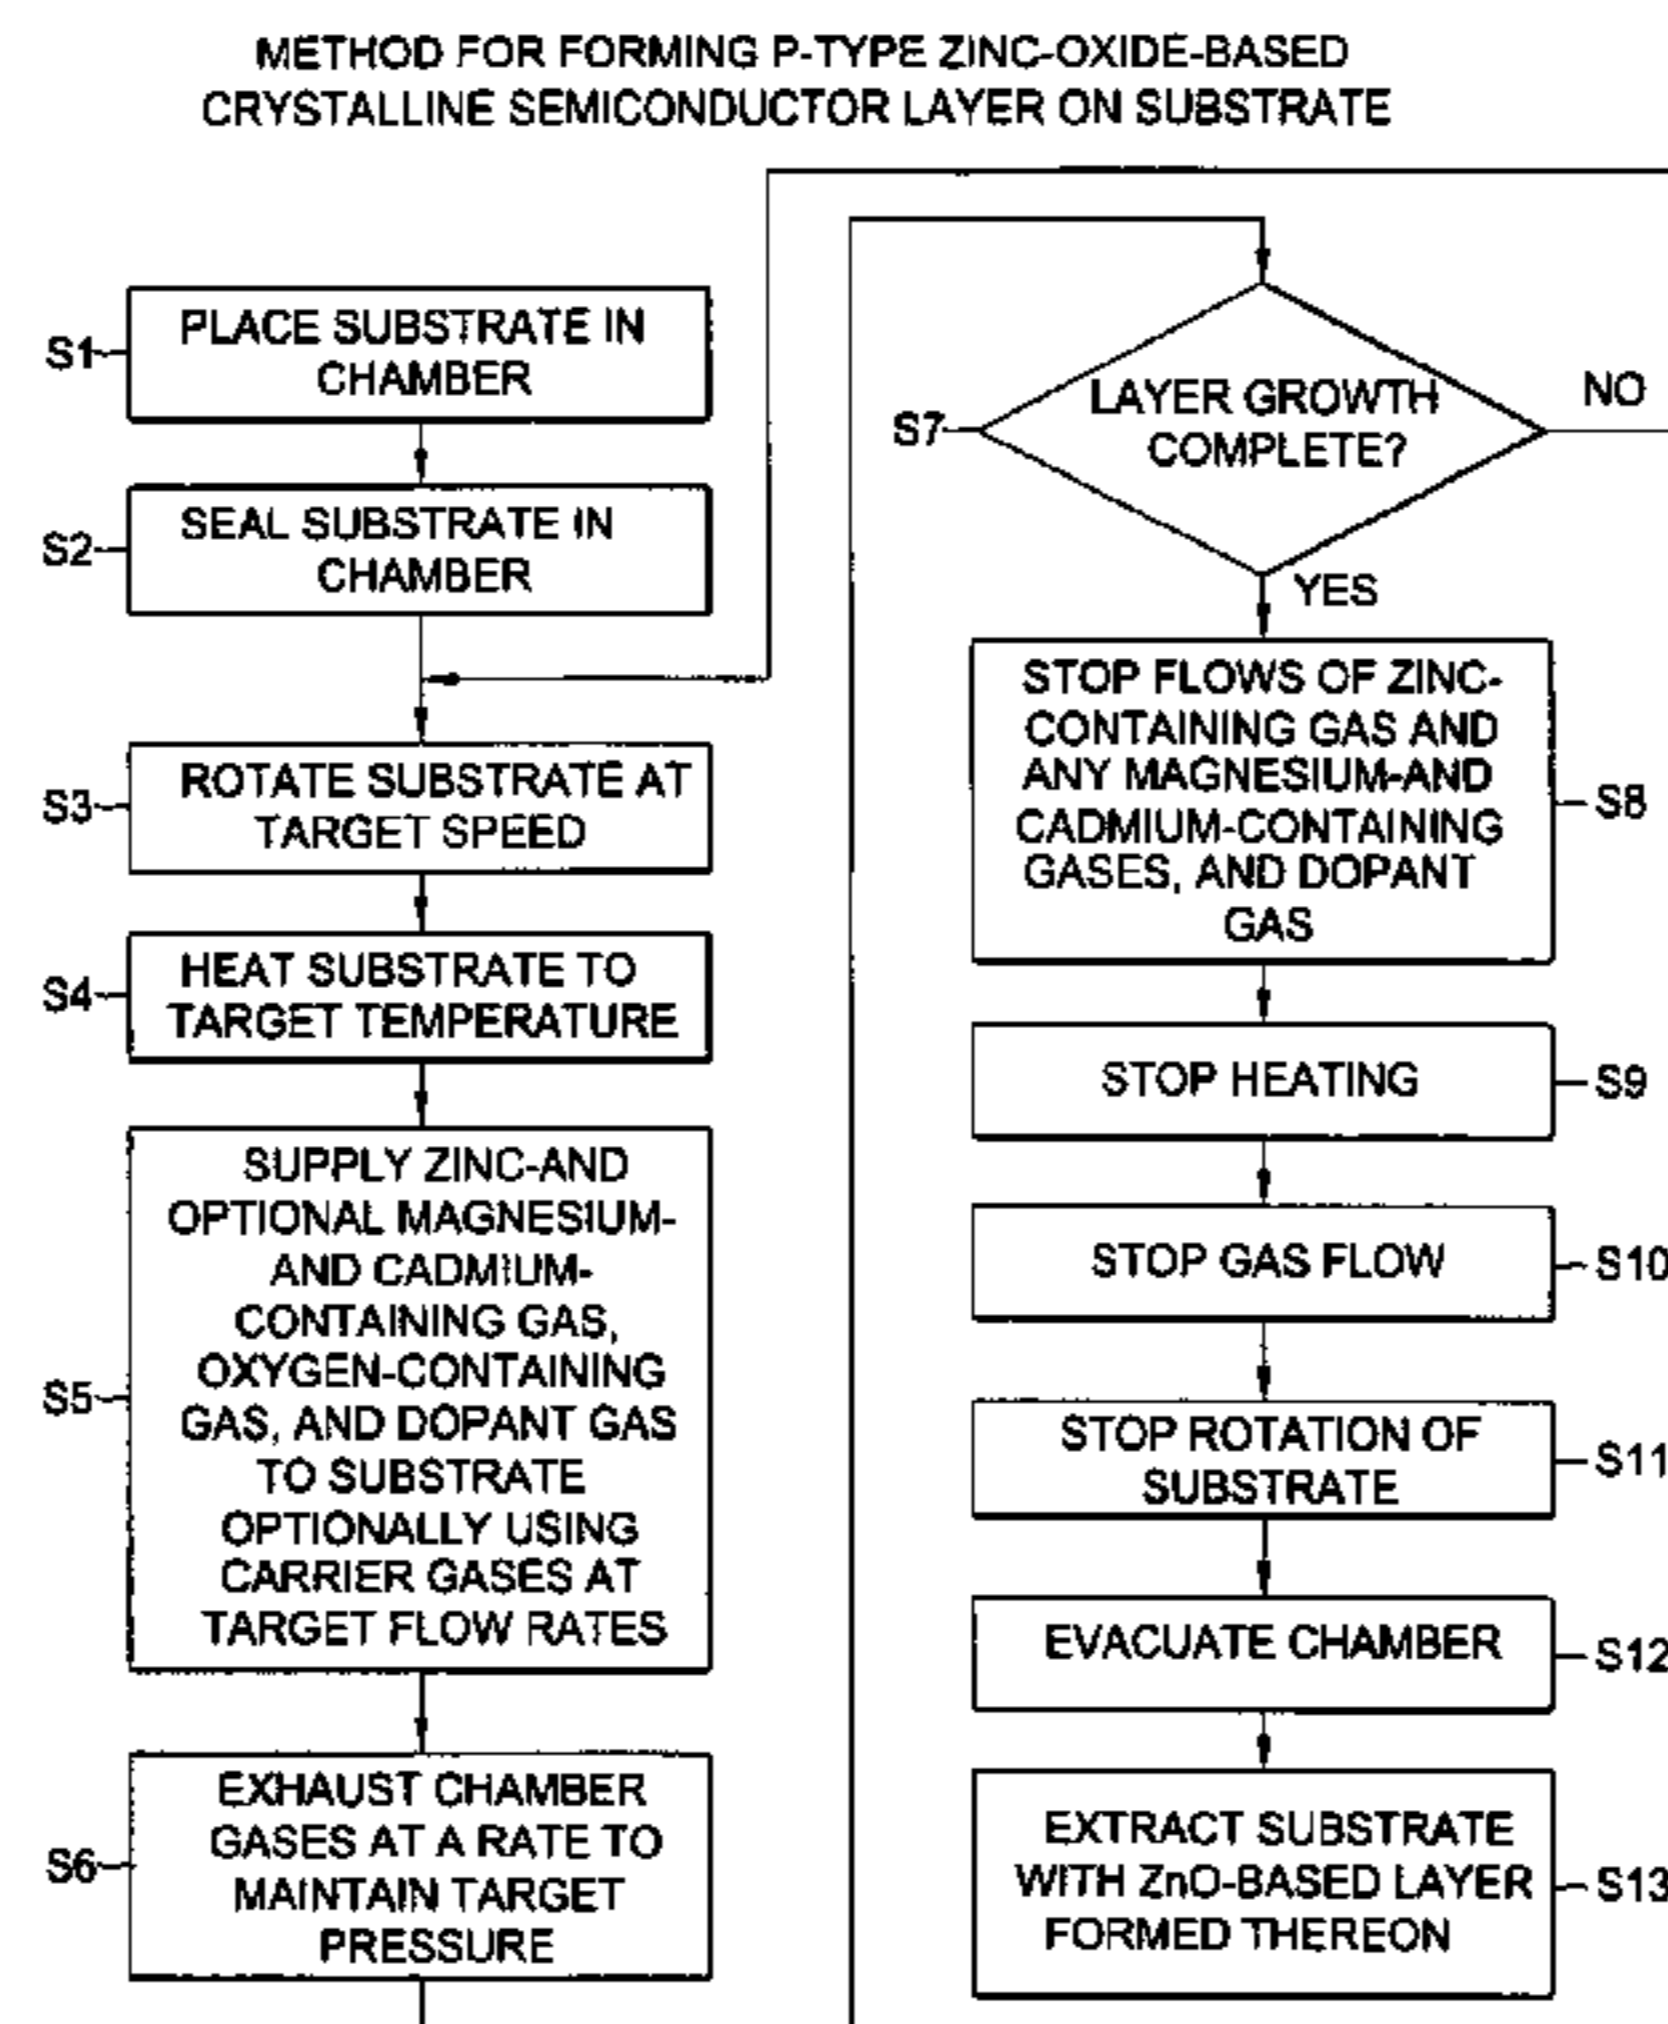 METHOD FOR FORMING P-TYPE ZINC-OXIDE-BASED
CRYSTALLINE SEMICONDUCTOR LAYER ON SUBSTRATE
S1
PLACE SUBSTRATE IN
CHAMBER
S2
SEAL SUBSTRATE IN
CHAMBER
S3
ROTATE SUBSTRATE AT
TARGET SPEED
S4
HEAT SUBSTRATE TO
TARGET TEMPERATURE
S5
SUPPLY ZINC-AND
OPTIONAL MAGNESIUM-
AND CADMIUM-
CONTAINING GAS,
OXYGEN-CONTAINING
GAS, AND DOPANT GAS
TO SUBSTRATE
OPTIONALLY USING
CARRIER GASES AT
TARGET FLOW RATES
S6
EXHAUST CHAMBER
GASES AT A RATE TO
MAINTAIN TARGET
PRESSURE
S7
LAYER GROWTH
COMPLETE?
NO
YES
STOP FLOWS OF ZINC-
CONTAINING GAS AND
ANY MAGNESIUM-AND
CADMIUM-CONTAINING
GASES, AND DOPANT
GAS
S8
STOP HEATING
S9
STOP GAS FLOW
S10
STOP ROTATION OF
SUBSTRATE
S11
EVACUATE CHAMBER
S12
EXTRACT SUBSTRATE
WITH ZnO-BASED LAYER
FORMED THEREON
S13